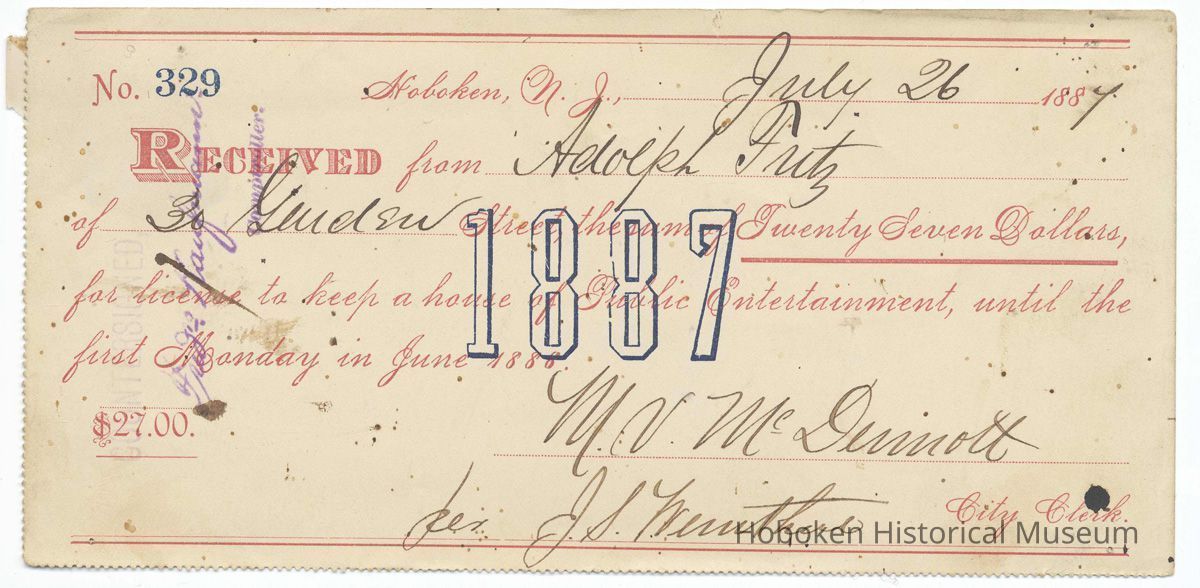 No. 329 Hoboken, N. J., July 26 1887.
RECEIVED from Adolph Fritz
of 30 Garden Street, the sum of Twenty Seven Dollars,
1887
for license to keep a house of Public Entertainment, until the
first Monday in June 1888
$27.00.
M. V. McDermott
per J. S.
City Clerk.
COUNTERSIGNED
Comptroller.
Hoboken Historical Museum